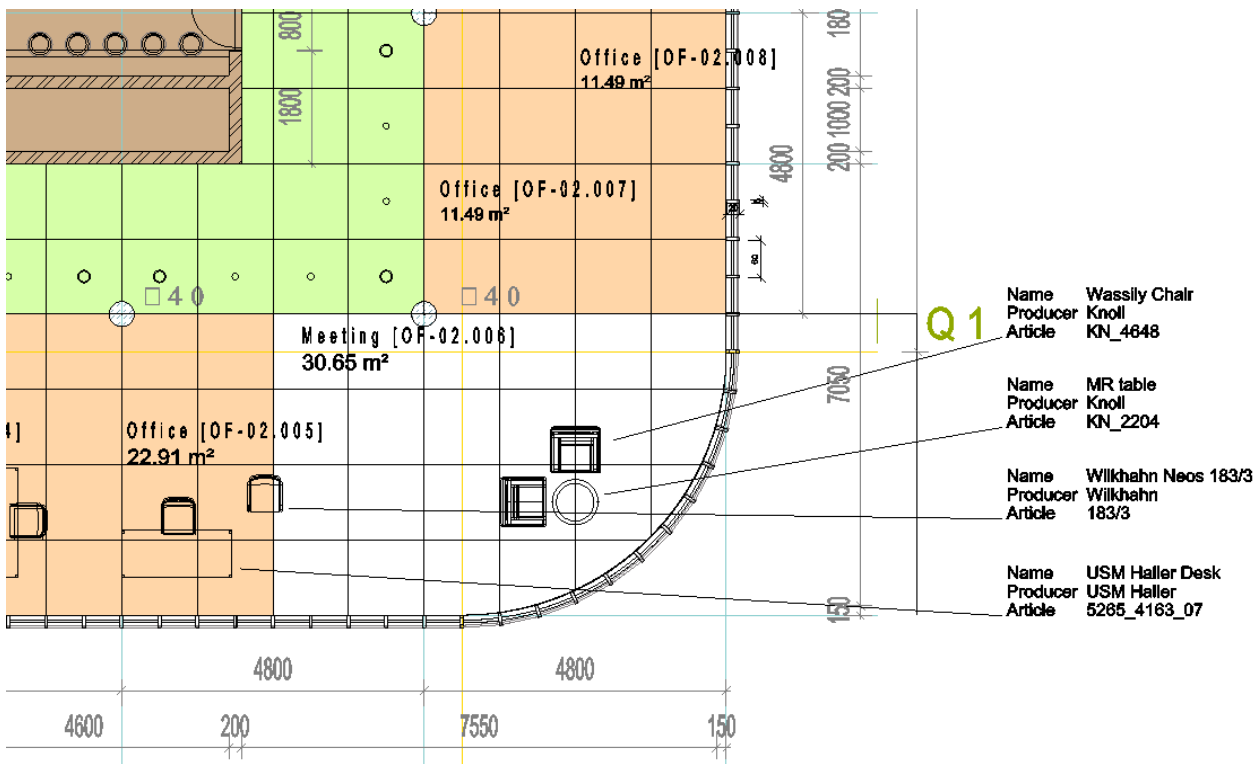 800
180
Office [OF-02.008]
11.49 m²
200
1800
1000
4800
200
Office [OF-02.007]
11.49 m²
25
60
□40
□40
Name Wassily Chair
Producer Knoll
Article KN_4648
Q1
Meeting [OF-02.006]
30.65 m²
7050
Name MR table
Producer Knoll
Article KN_2204
4]
Office [OF-02.005]
22.91 m²
Name Wilkhahn Neos 183/3
Producer Wilkhahn
Article 183/3
Name USM Haller Desk
Producer USM Haller
Article 5265_4163_07
150
4800
4800
4600
200
7550
150